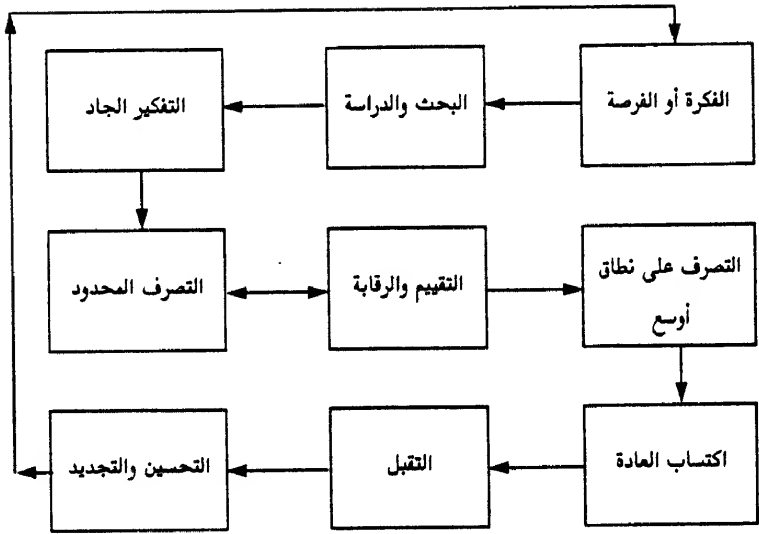 الفكرة أو الفرصة
البحث والدراسة
التفكير الجاد
التصرف المحدود
التقييم والرقابة
التصرف على نطاق
أوسع
اكتساب العادة
التقبل
التحسين والتجديد